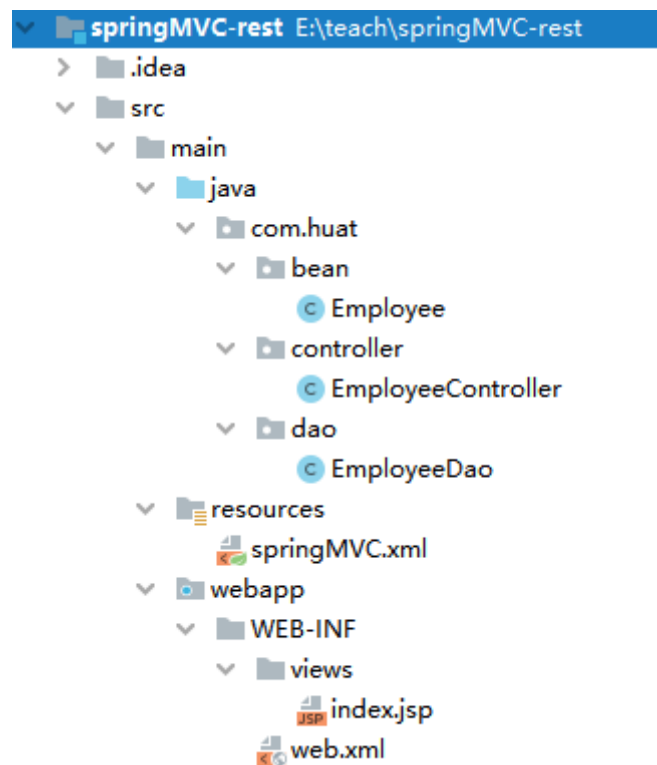 springMVC-rest E:\teach\springMVC-rest
.idea
src
main
java
com.huat
bean
C Employee
controller
C EmployeeController
dao
C EmployeeDao
resources
springMVC.xml
webapp
WEB-INF
views
JSP index.jsp
web.xml